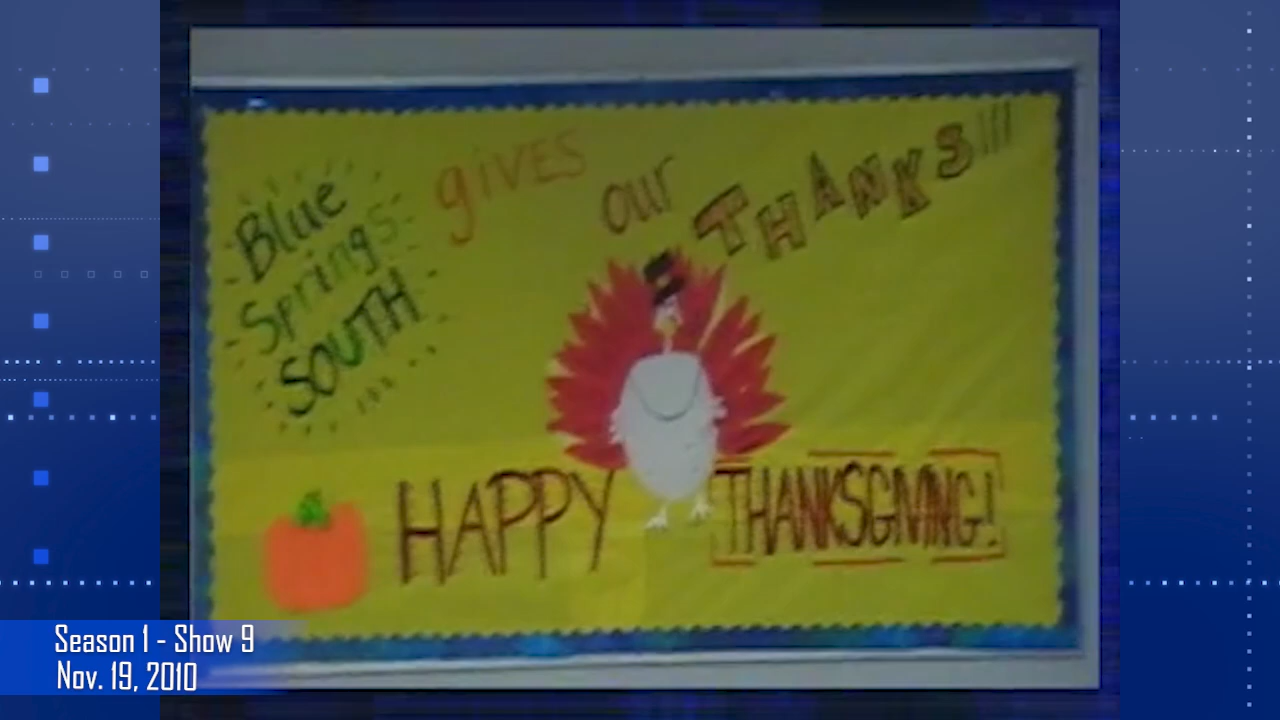 Blue
Springs
SOUTH
gives
our
THANKS!!!
HAPPY THANKSGIVING!
Season 1 - Show 9
Nov. 19, 2010